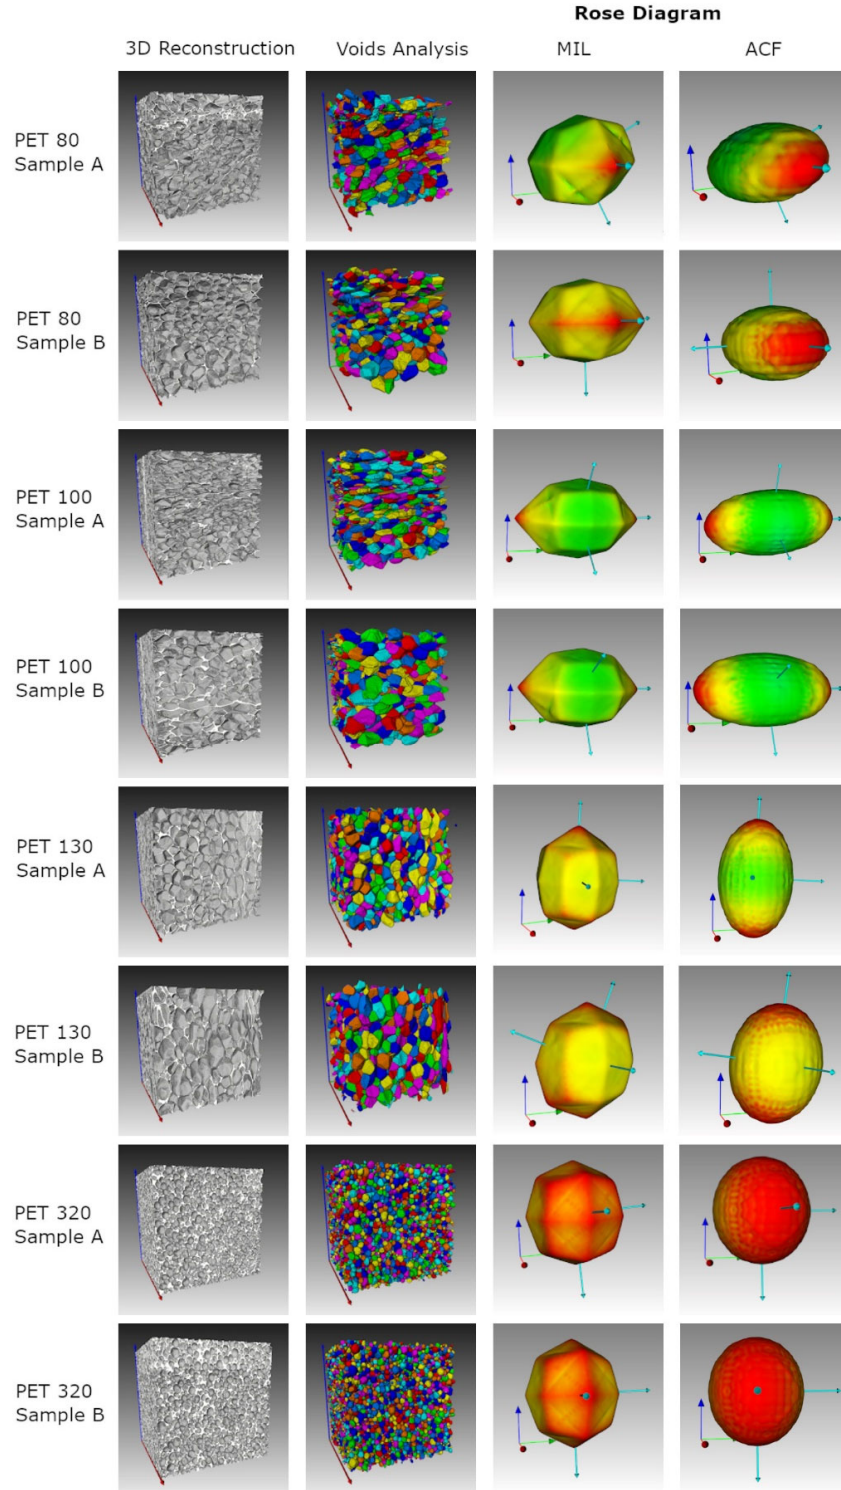 Rose Diagram
3D Reconstruction
Voids Analysis
MIL
ACF
PET 80
Sample A
PET 80
Sample B
PET 100
Sample A
PET 100
Sample B
PET 130
Sample A
PET 130
Sample B
PET 320
Sample A
PET 320
Sample B